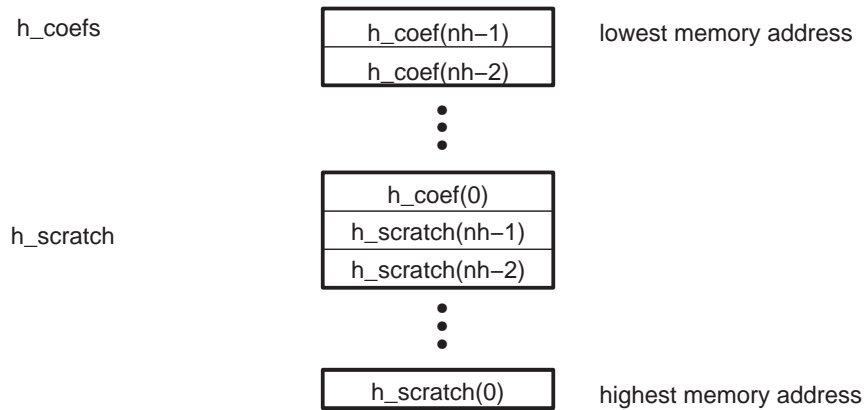 h_coefs h_coef(nh−1) lowest memory address
h_coef(nh−2)
h_coef(0)
h_scratch h_scratch(nh−1)
h_scratch(nh−2)
h_scratch(0) highest memory address